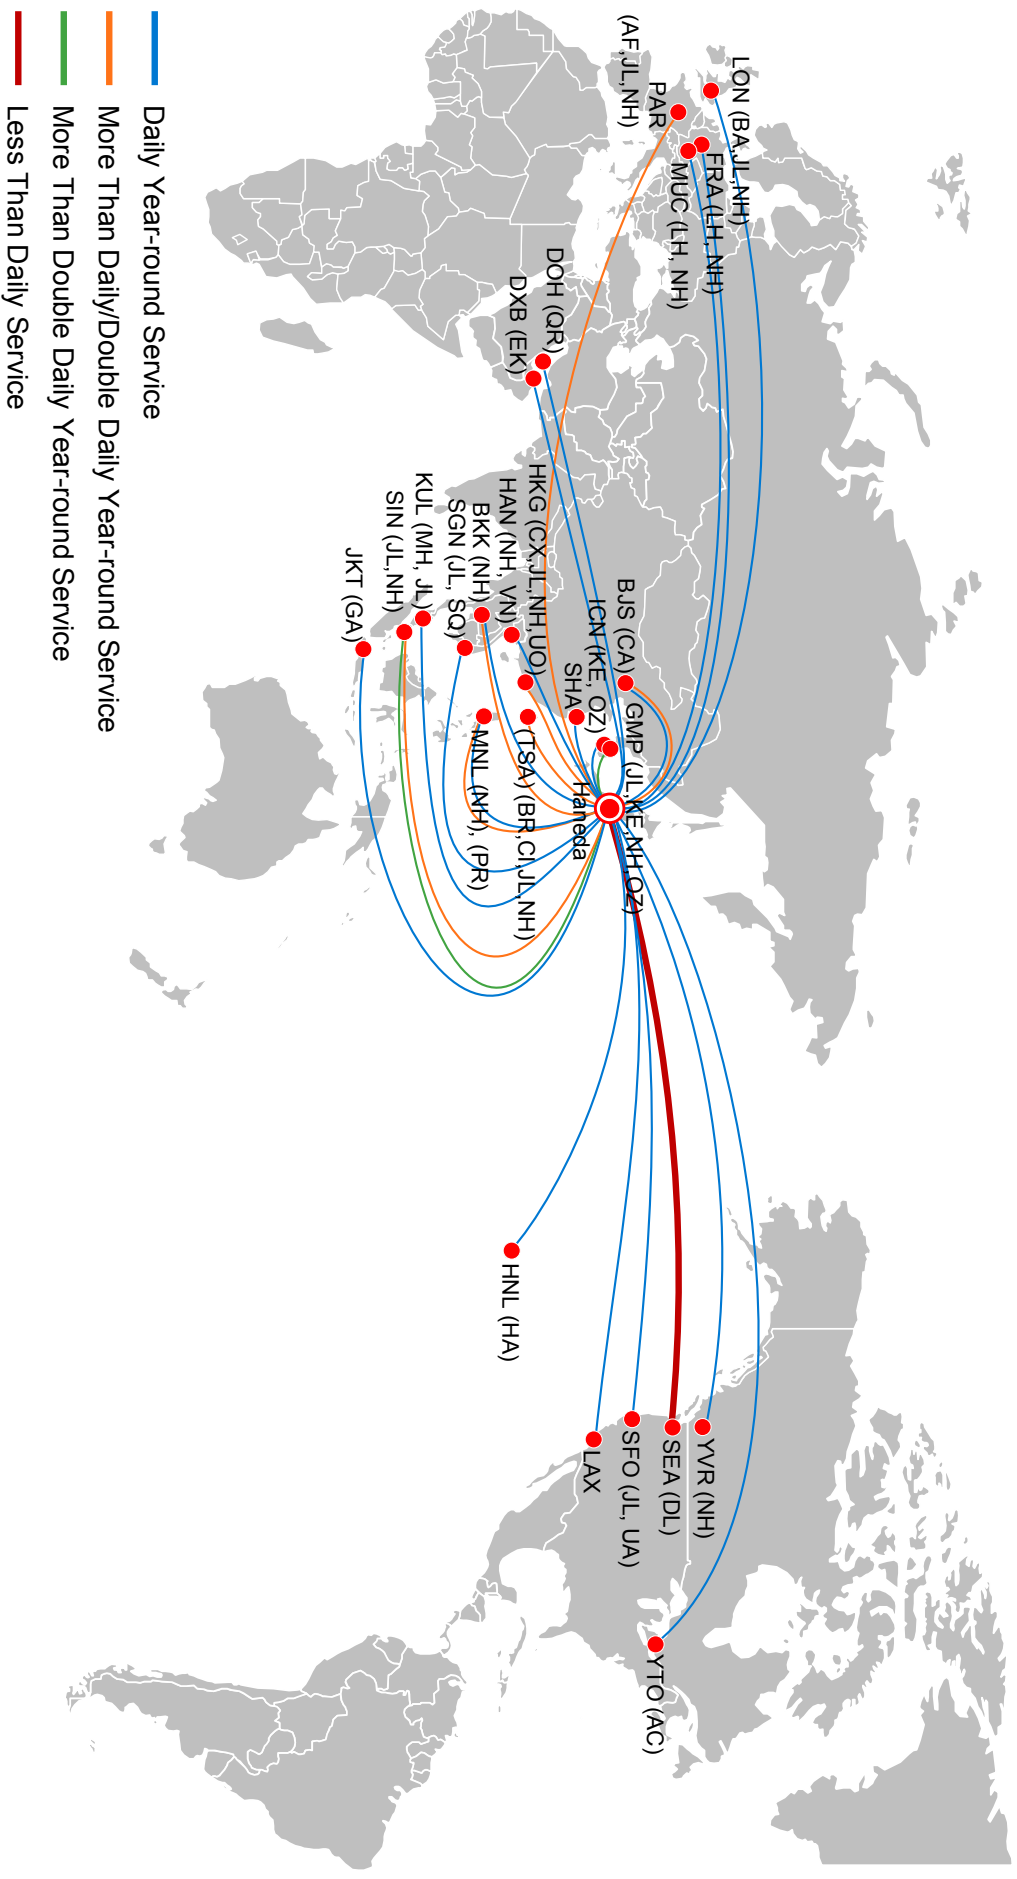 LON (BA,JL,NH)
FRA (LH, NH)
MUC (LH, NH)
PAR
(AF,JL,NH)
DOH (QR)
DXB (EK)
BJS (CA)
GMP (JL,KE,NH,OZ)
ICN (KE, OZ)
SHA
Haneda
HKG (CX,JL,NH,UO)
(TSA) (BR,CI,JL,NH)
HAN (NH, VN)
BKK (NH)
MNL (NH), (PR)
SGN (JL, SQ)
KUL (MH, JL)
SIN (JL,NH)
JKT (GA)
HNL (HA)
YVR (NH)
SEA (DL)
YTO (AC)
SFO (JL, UA)
LAX
Daily Year-round Service
More Than Daily/Double Daily Year-round Service
More Than Double Daily Year-round Service
Less Than Daily Service